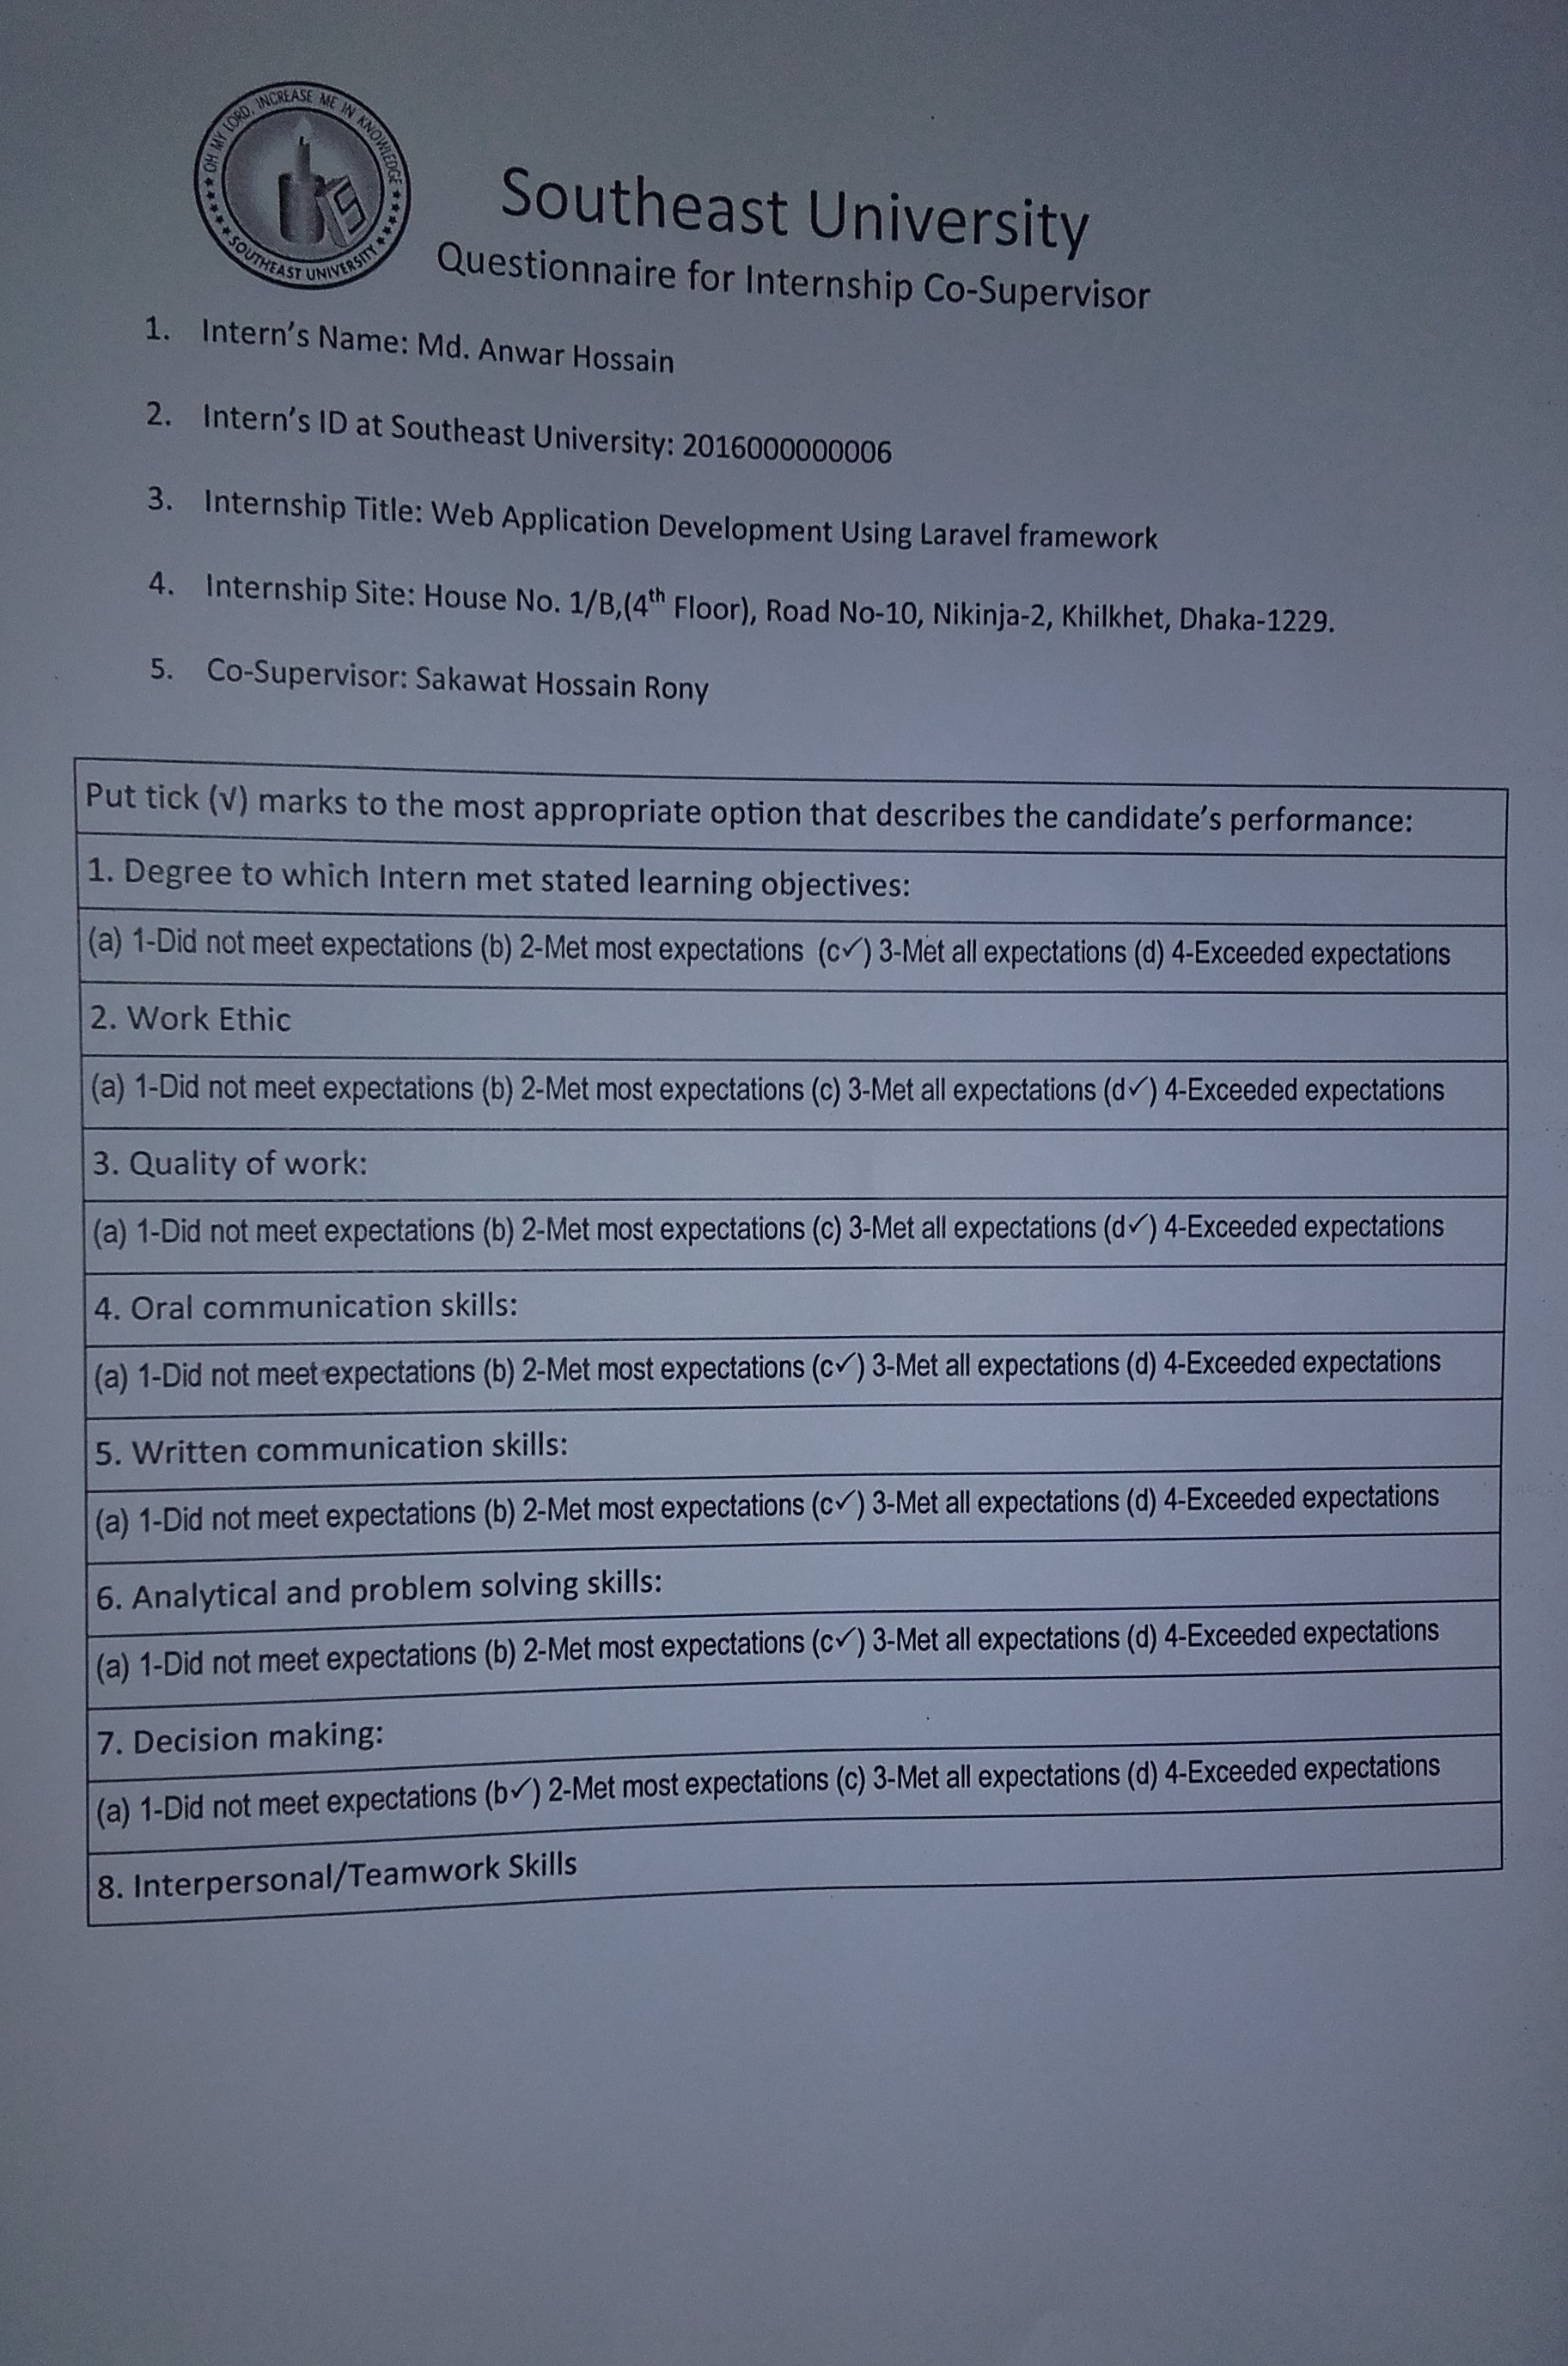 OH MY LORD, INCREASE ME IN KNOWLEDGE
SOUTHEAST UNIVERSITY
Southeast University
Questionnaire for Internship Co-Supervisor
1. Intern's Name: Md. Anwar Hossain
2. Intern's ID at Southeast University: 2016000000006
3. Internship Title: Web Application Development Using Laravel framework
4. Internship Site: House No. 1/B,(4th Floor), Road No-10, Nikinja-2, Khilkhet, Dhaka-1229.
5. Co-Supervisor: Sakawat Hossain Rony
Put tick (√) marks to the most appropriate option that describes the candidate's performance:
1. Degree to which Intern met stated learning objectives:
(a) 1-Did not meet expectations (b) 2-Met most expectations (c✓) 3-Met all expectations (d) 4-Exceeded expectations
2. Work Ethic
(a) 1-Did not meet expectations (b) 2-Met most expectations (c) 3-Met all expectations (d✓) 4-Exceeded expectations
3. Quality of work:
(a) 1-Did not meet expectations (b) 2-Met most expectations (c) 3-Met all expectations (d✓) 4-Exceeded expectations
4. Oral communication skills:
(a) 1-Did not meet expectations (b) 2-Met most expectations (c✓) 3-Met all expectations (d) 4-Exceeded expectations
5. Written communication skills:
(a) 1-Did not meet expectations (b) 2-Met most expectations (c✓) 3-Met all expectations (d) 4-Exceeded expectations
6. Analytical and problem solving skills:
(a) 1-Did not meet expectations (b) 2-Met most expectations (c✓) 3-Met all expectations (d) 4-Exceeded expectations
7. Decision making:
(a) 1-Did not meet expectations (b✓) 2-Met most expectations (c) 3-Met all expectations (d) 4-Exceeded expectations
8. Interpersonal/Teamwork Skills